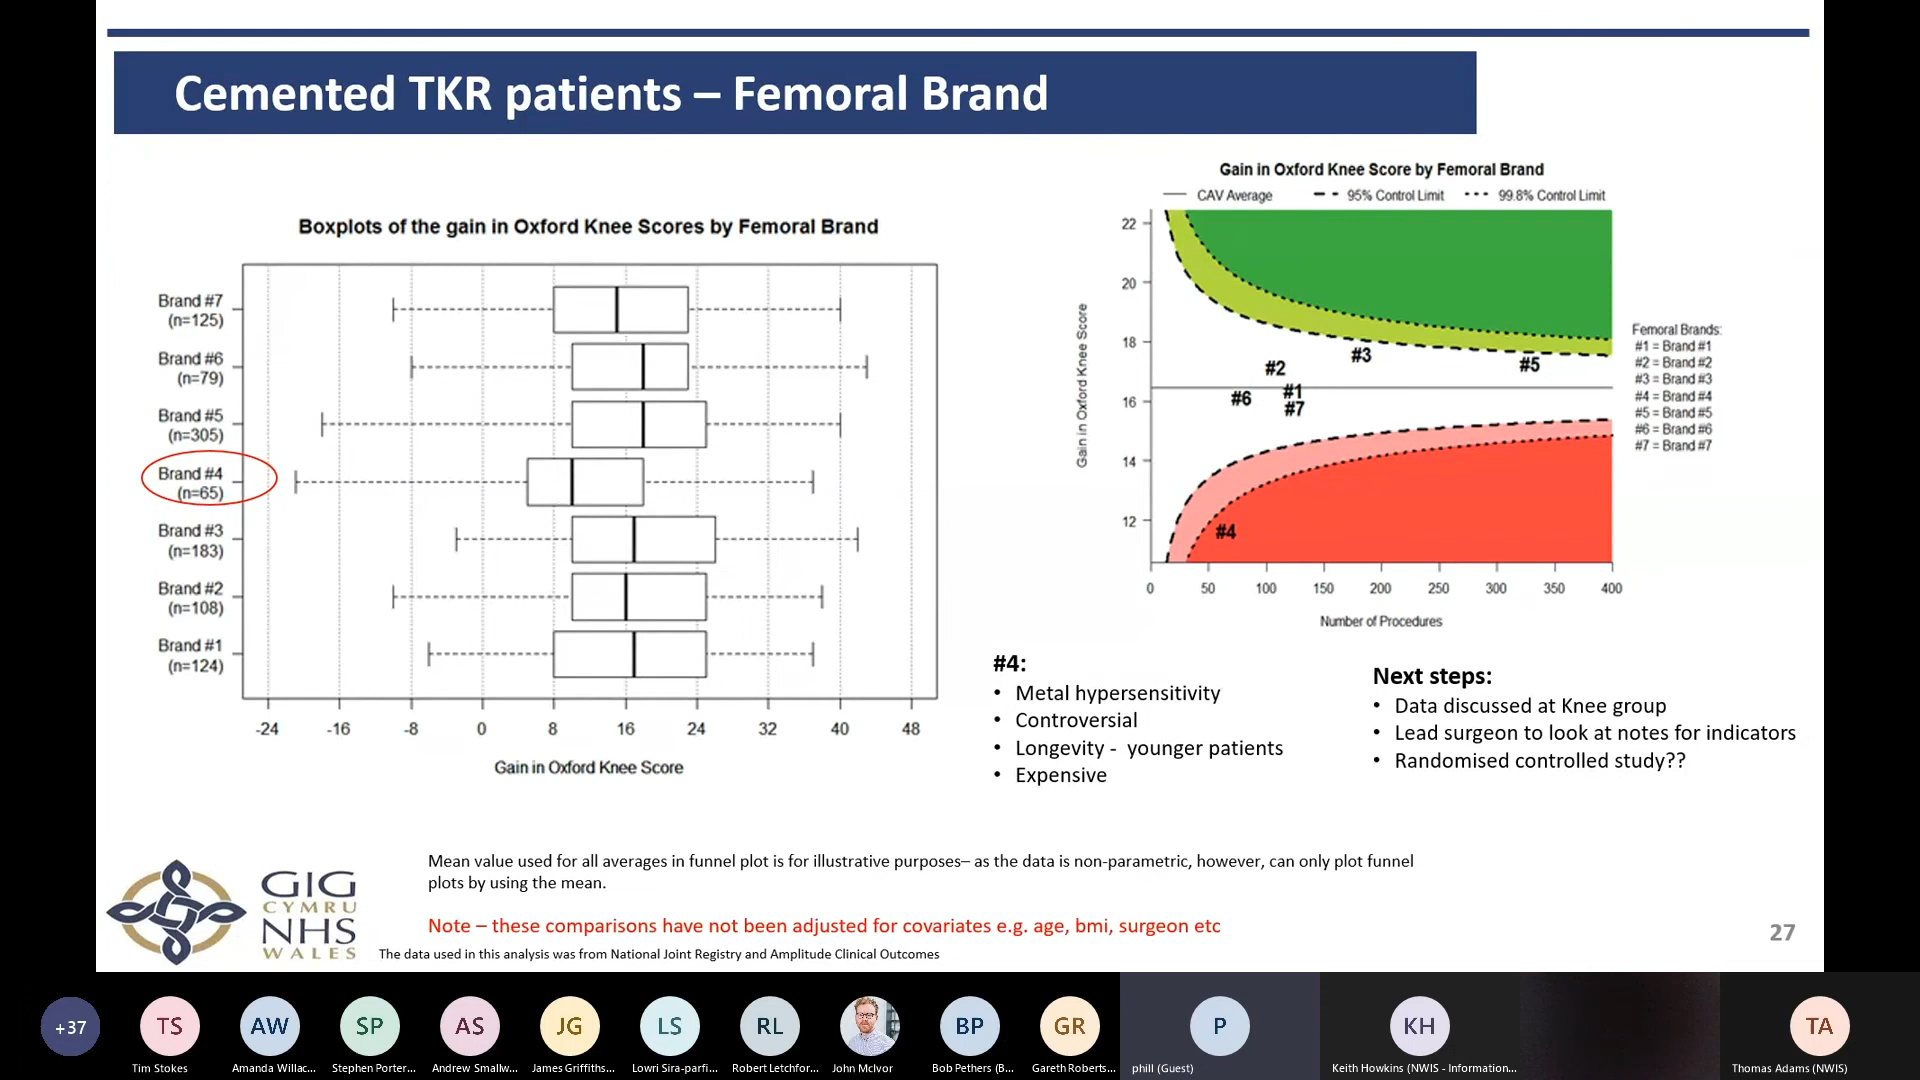 Cemented TKR patients – Femoral Brand
Boxplots of the gain in Oxford Knee Scores by Femoral Brand
Brand #7
(n=125)
Brand #6
(n=79)
Brand #5
(n=305)
Brand #4
(n=65)
Brand #3
(n=183)
Brand #2
(n=108)
Brand #1
(n=124)
-24 -16 -8 0 8 16 24 32 40 48
Gain in Oxford Knee Score
Gain in Oxford Knee Score by Femoral Brand
CAV Average 95% Control Limit 99.8% Control Limit
Gain in Oxford Knee Score
22
20
18
16
14
12
#3
#5
#2
#1
#6
#7
#4
0 50 100 150 200 250 300 350 400
Number of Procedures
Femoral Brands:
#1 = Brand #1
#2 = Brand #2
#3 = Brand #3
#4 = Brand #4
#5 = Brand #5
#6 = Brand #6
#7 = Brand #7
#4:
• Metal hypersensitivity
• Controversial
• Longevity - younger patients
• Expensive
Next steps:
• Data discussed at Knee group
• Lead surgeon to look at notes for indicators
• Randomised controlled study??
Mean value used for all averages in funnel plot is for illustrative purposes– as the data is non-parametric, however, can only plot funnel
plots by using the mean.
Note – these comparisons have not been adjusted for covariates e.g. age, bmi, surgeon etc
The data used in this analysis was from National Joint Registry and Amplitude Clinical Outcomes
GIG
CYMRU
NHS
WALES
27
+37 TS AW SP AS JG LS RL BP GR P KH TA
Tim Stokes Amanda Willac... Stephen Porter... Andrew Smallw... James Griffiths... Lowri Sira-parfi... Robert Letchfor... John McIvor Bob Pethers (B... Gareth Roberts... phill (Guest) Keith Howkins (NWIS - Information... Thomas Adams (NWIS)